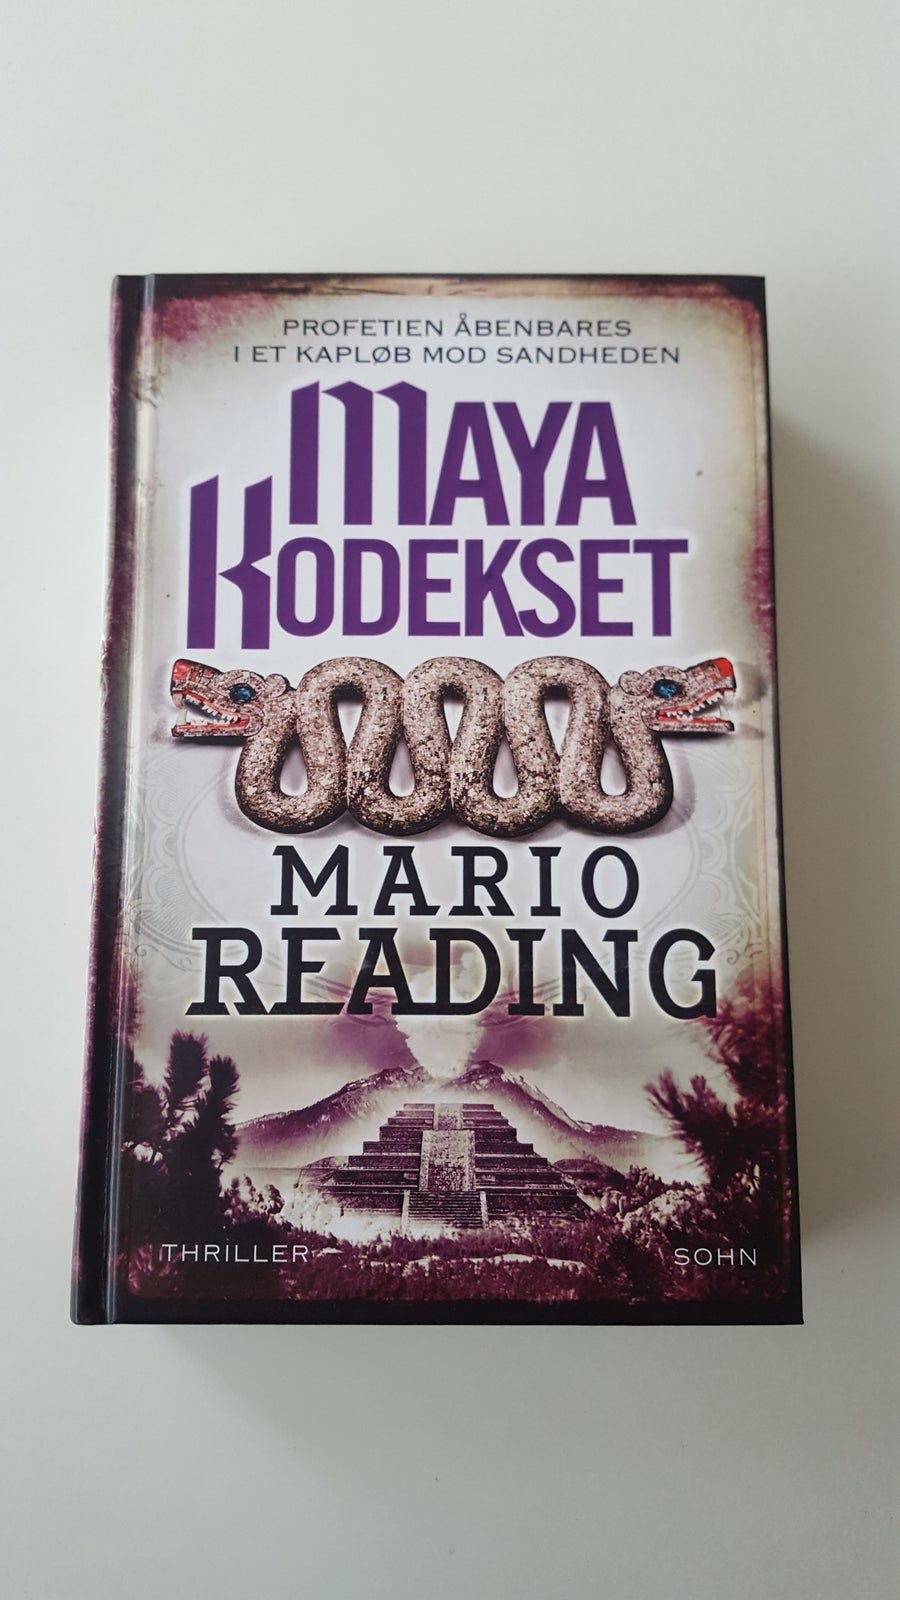 PROFETIEN ÅBENBARES
I ET KAPLØB MOD SANDHEDEN
MAYA
KODEKSET
MARIO
READING
THRILLER
SOHN